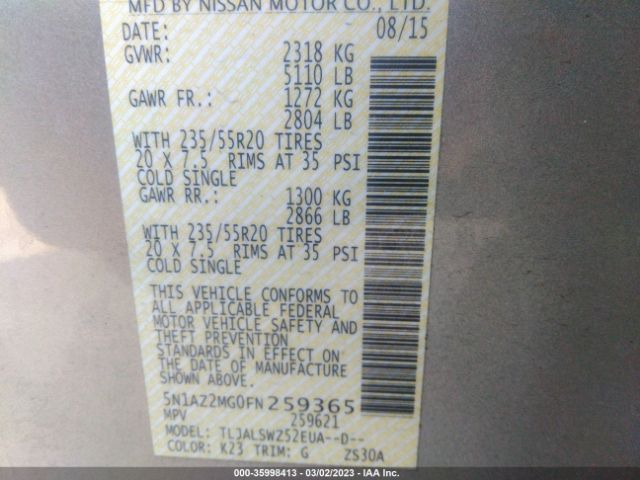 MFD BY NISSAN MOTOR CO., LTD.
DATE: 08/15
GVWR: 2318 KG
5110 LB
GAWR FR.: 1272 KG
2804 LB
WITH 235/55R20 TIRES
20 X 7.5 RIMS AT 35 PSI
COLD SINGLE
GAWR RR.: 1300 KG
2866 LB
WITH 235/55R20 TIRES
20 X 7.5 RIMS AT 35 PSI
COLD SINGLE
THIS VEHICLE CONFORMS TO
ALL APPLICABLE FEDERAL
MOTOR VEHICLE SAFETY AND
THEFT PREVENTION
STANDARDS IN EFFECT ON
THE DATE OF MANUFACTURE
SHOWN ABOVE.
5N1AZ2MG0FN259365
MPV 259621
MODEL: TLJALSWZ52EUA--D--
COLOR: K23 TRIM: G ZS30A
000-35998413 - 03/02/2023 - IAA Inc.